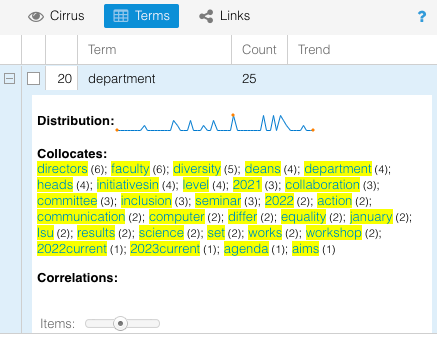 Cirrus Terms Links ?
Term Count Trend
20 department 25
Distribution:
Collocates:
directors (6); faculty (6); diversity (5); deans (4); department (4);
heads (4); initiativesin (4); level (4); 2021 (3); collaboration (3);
committee (3); inclusion (3); seminar (3); 2022 (2); action (2);
communication (2); computer (2); differ (2); equality (2); january (2);
lsu (2); results (2); science (2); set (2); works (2); workshop (2);
2022current (1); 2023current (1); agenda (1); aims (1)
Correlations:
Items: